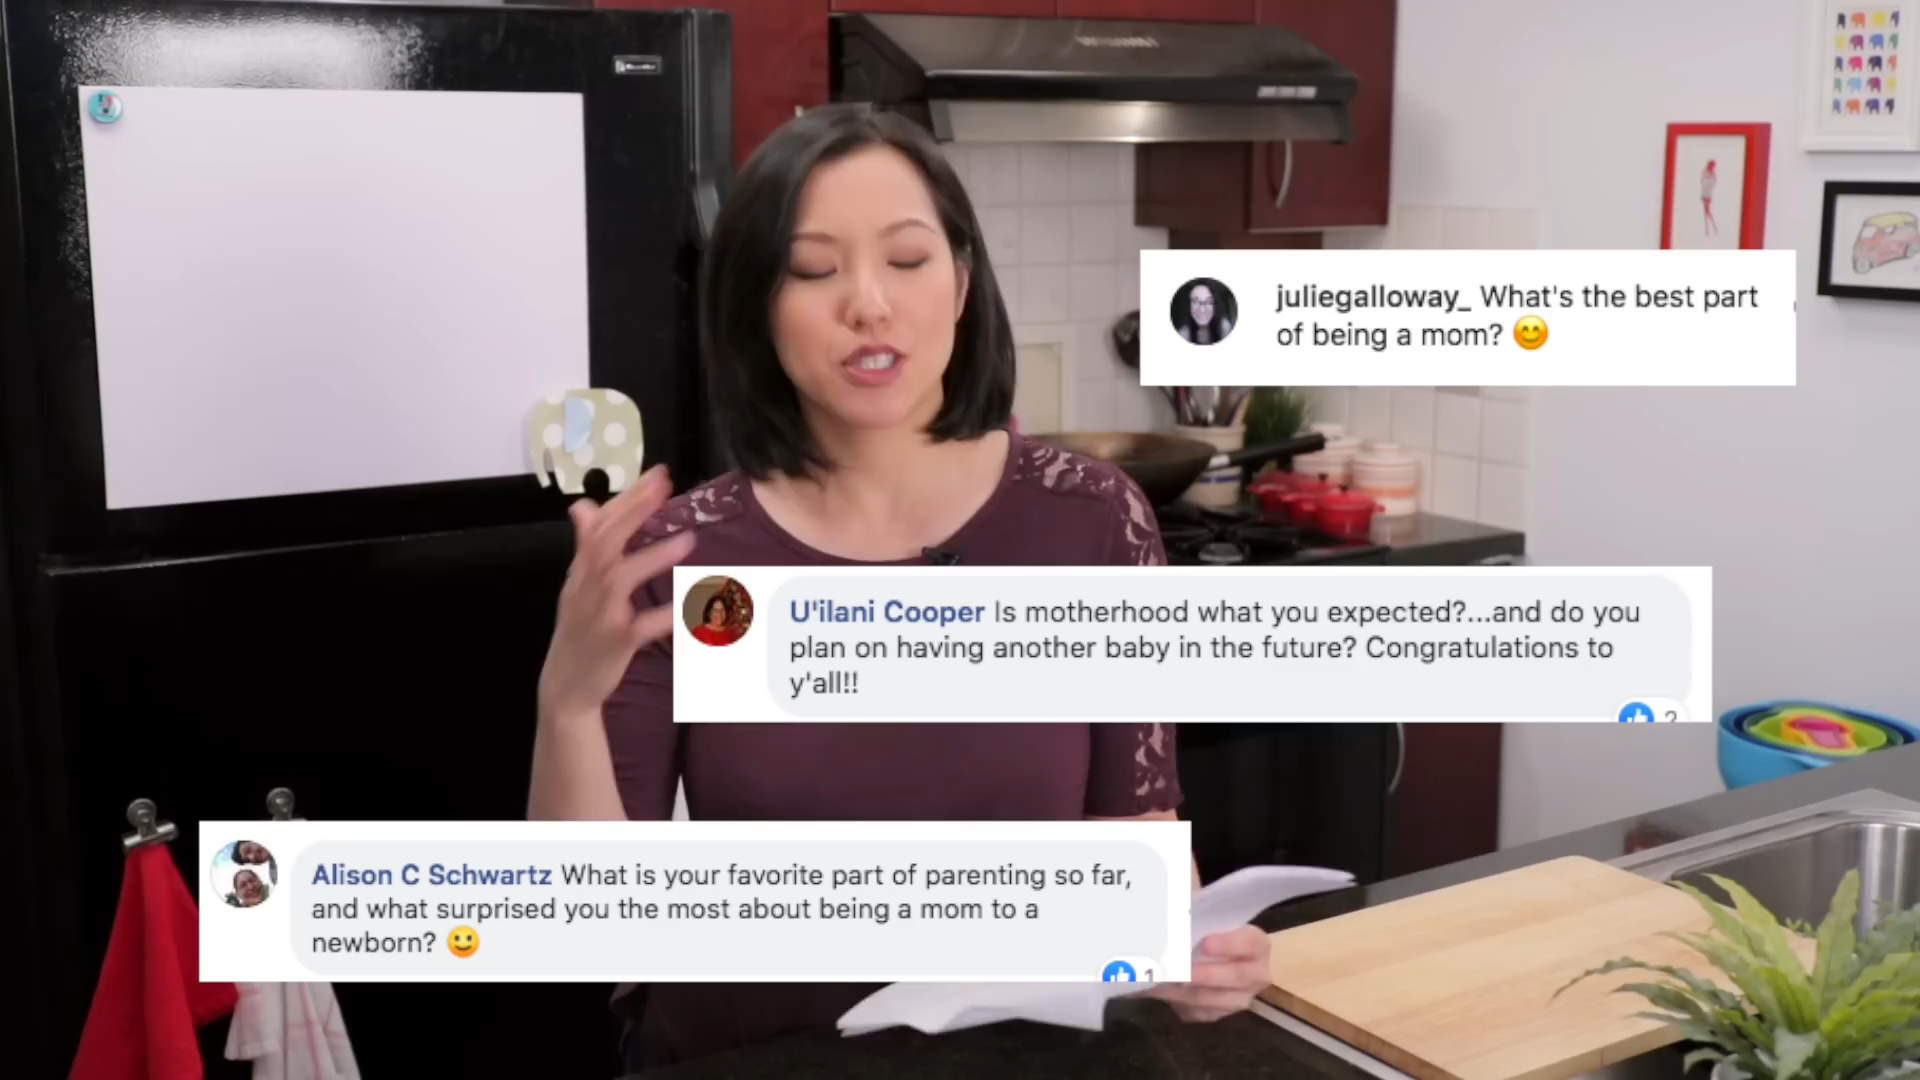 juliegalloway_ What's the best part
of being a mom? 😊
U'ilani Cooper Is motherhood what you expected?...and do you
plan on having another baby in the future? Congratulations to
y'all!!
2
Alison C Schwartz What is your favorite part of parenting so far,
and what surprised you the most about being a mom to a
newborn? 🙂
1